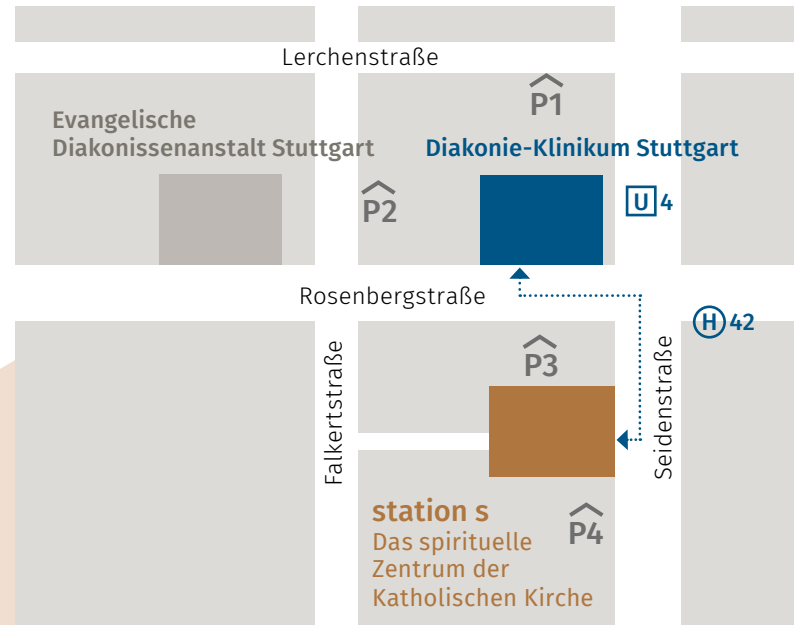 Lerchenstraße
P1
Evangelische
Diakonissenanstalt Stuttgart
Diakonie-Klinikum Stuttgart
P2
U 4
Rosenbergstraße
H 42
P3
Falkertstraße
Seidenstraße
station s
Das spirituelle
Zentrum der
Katholischen Kirche
P4